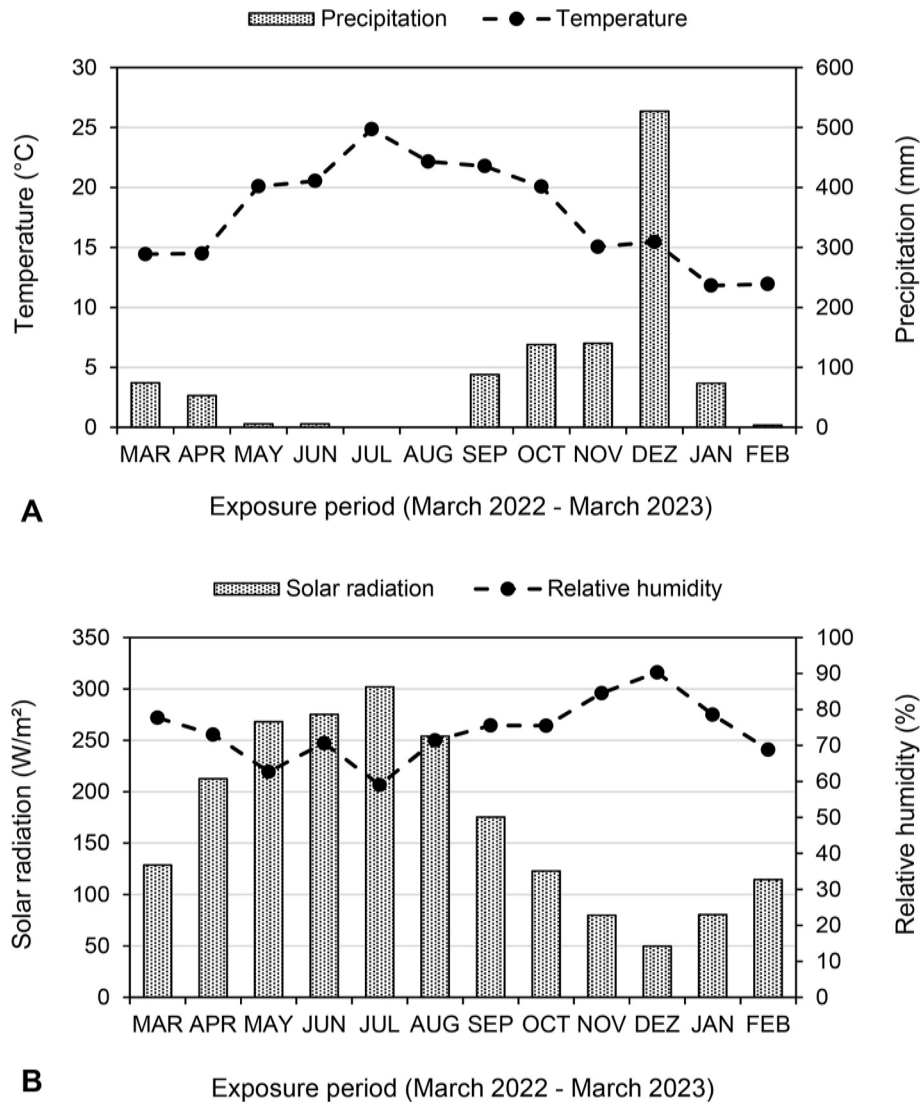 A
Precipitation Temperature
Temperature (°C)
30
25
20
15
10
5
0
Precipitation (mm)
600
500
400
300
200
100
0
MAR APR MAY JUN JUL AUG SEP OCT NOV DEZ JAN FEB
Exposure period (March 2022 - March 2023)
A
Solar radiation Relative humidity
Solar radiation (W/m²)
350
300
250
200
150
100
50
0
Relative humidity (%)
100
90
80
70
60
50
40
30
20
10
0
MAR APR MAY JUN JUL AUG SEP OCT NOV DEZ JAN FEB
Exposure period (March 2022 - March 2023)
B